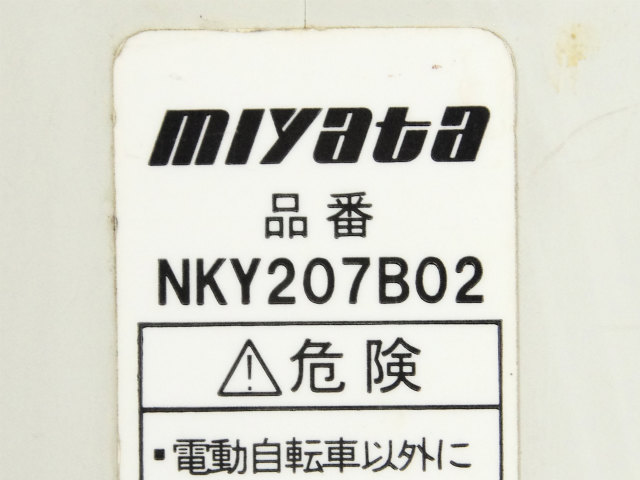 miyata
品番
NKY207B02
⚠危険
・電動自転車以外に